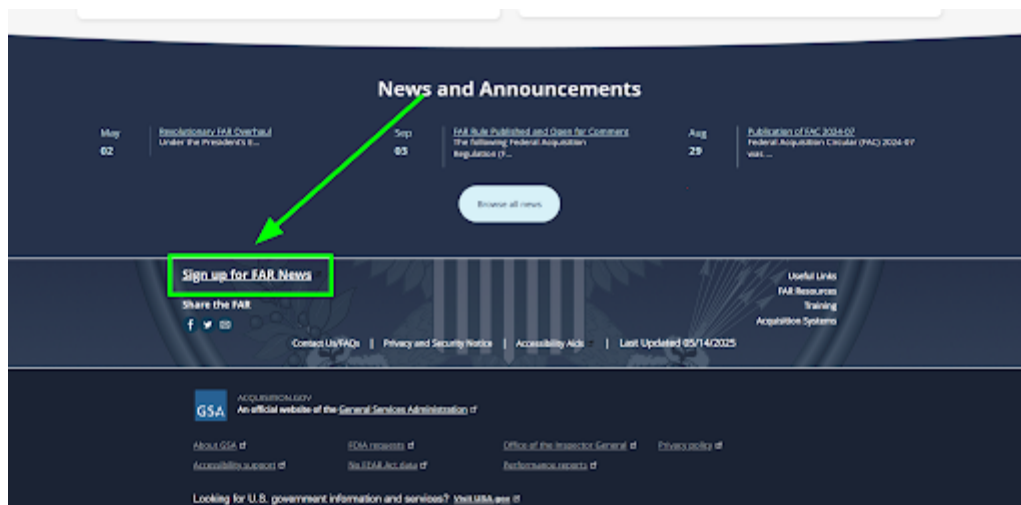 News and Announcements
May
02
Revolutionary FAR Overhaul
Under the President's E...
Sep
03
FAR Rule Published and Open for Comment
The following Federal Acquisition
Regulation (F...
Aug
29
Publication of FAC 2024-07
Federal Acquisition Circular (FAC) 2024-07
was ...
Browse all news
Sign up for FAR News
Share the FAR
Useful Links
FAR Resources
Training
Acquisition Systems
Contact Us/FAQs | Privacy and Security Notice | Accessibility Aids | Last Updated 05/14/2025
GSA
ACQUISITION.GOV
An official website of the General Services Administration
About GSA
FOIA requests
Office of the Inspector General
Privacy policy
Accessibility support
No FEAR Act data
Performance reports
Looking for U.S. government information and services? Visit USA.gov